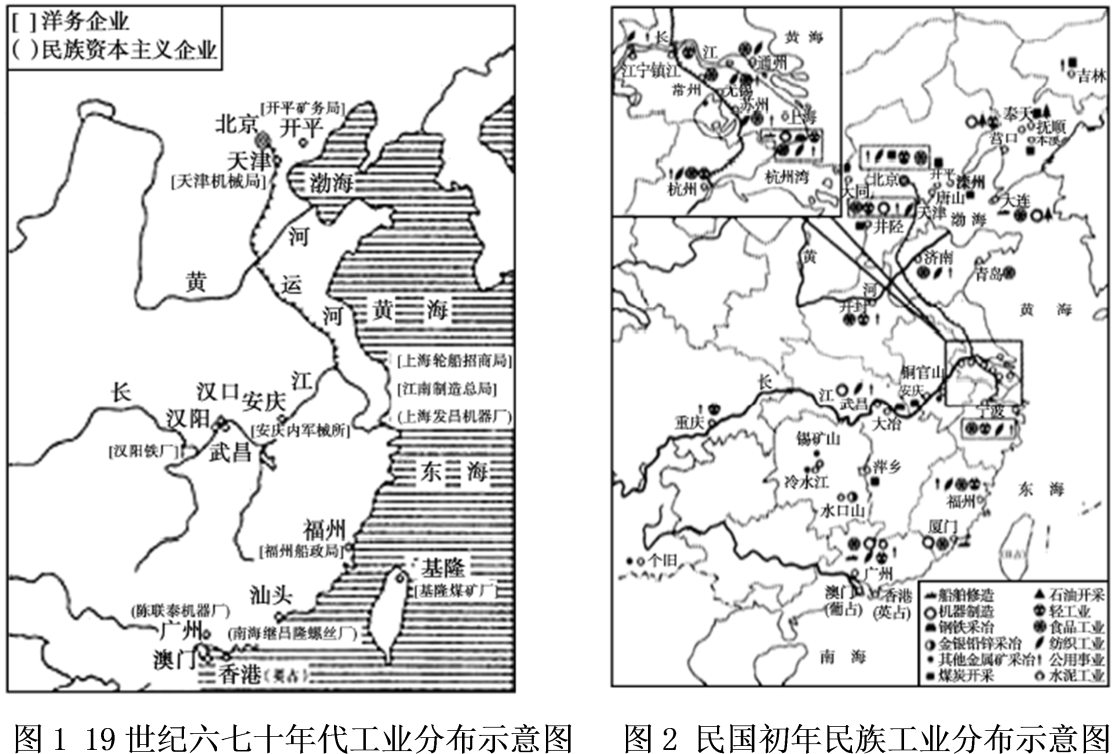 [ ]洋务企业
( )民族资本主义企业
[开平矿务局]
北京
开平
天津
[天津机械局]
渤海
河
黄
运
河
黄 海
[上海轮船招商局]
江
[江南制造总局]
长
汉口
安庆
(上海发昌机器厂)
汉阳
[安庆内军械所]
[汉阳铁厂]
武昌
东 海
福州
[福州船政局]
基隆
[基隆煤矿厂]
汕头
(陈联泰机器厂)
广州
(南海继昌隆缫丝厂)
澳门
香港(英占)
图1 19世纪六七十年代工业分布示意图
长
江
黄海
江宁
镇江
通州
常州
无锡
苏州
上海
杭州
杭州湾
吉林
奉天
抚顺
本溪
营口
大同
北京
开平
滦州
唐山
天津
大连
渤海
井陉
黄
济南
青岛
河
开封
黄 海
铜官山
长
江
武昌
安庆
重庆
大冶
宁波
锡矿山
冷水江
萍乡
水口山
福州
东 海
厦门
个旧
广州
澳门
(葡占)
香港
(英占)
(日占)
南 海
船舶修造
石油开采
机器制造
轻工业
钢铁采冶
食品工业
金银铅锌采冶
纺织工业
其他金属矿采冶
公用事业
煤炭开采
水泥工业
图2 民国初年民族工业分布示意图